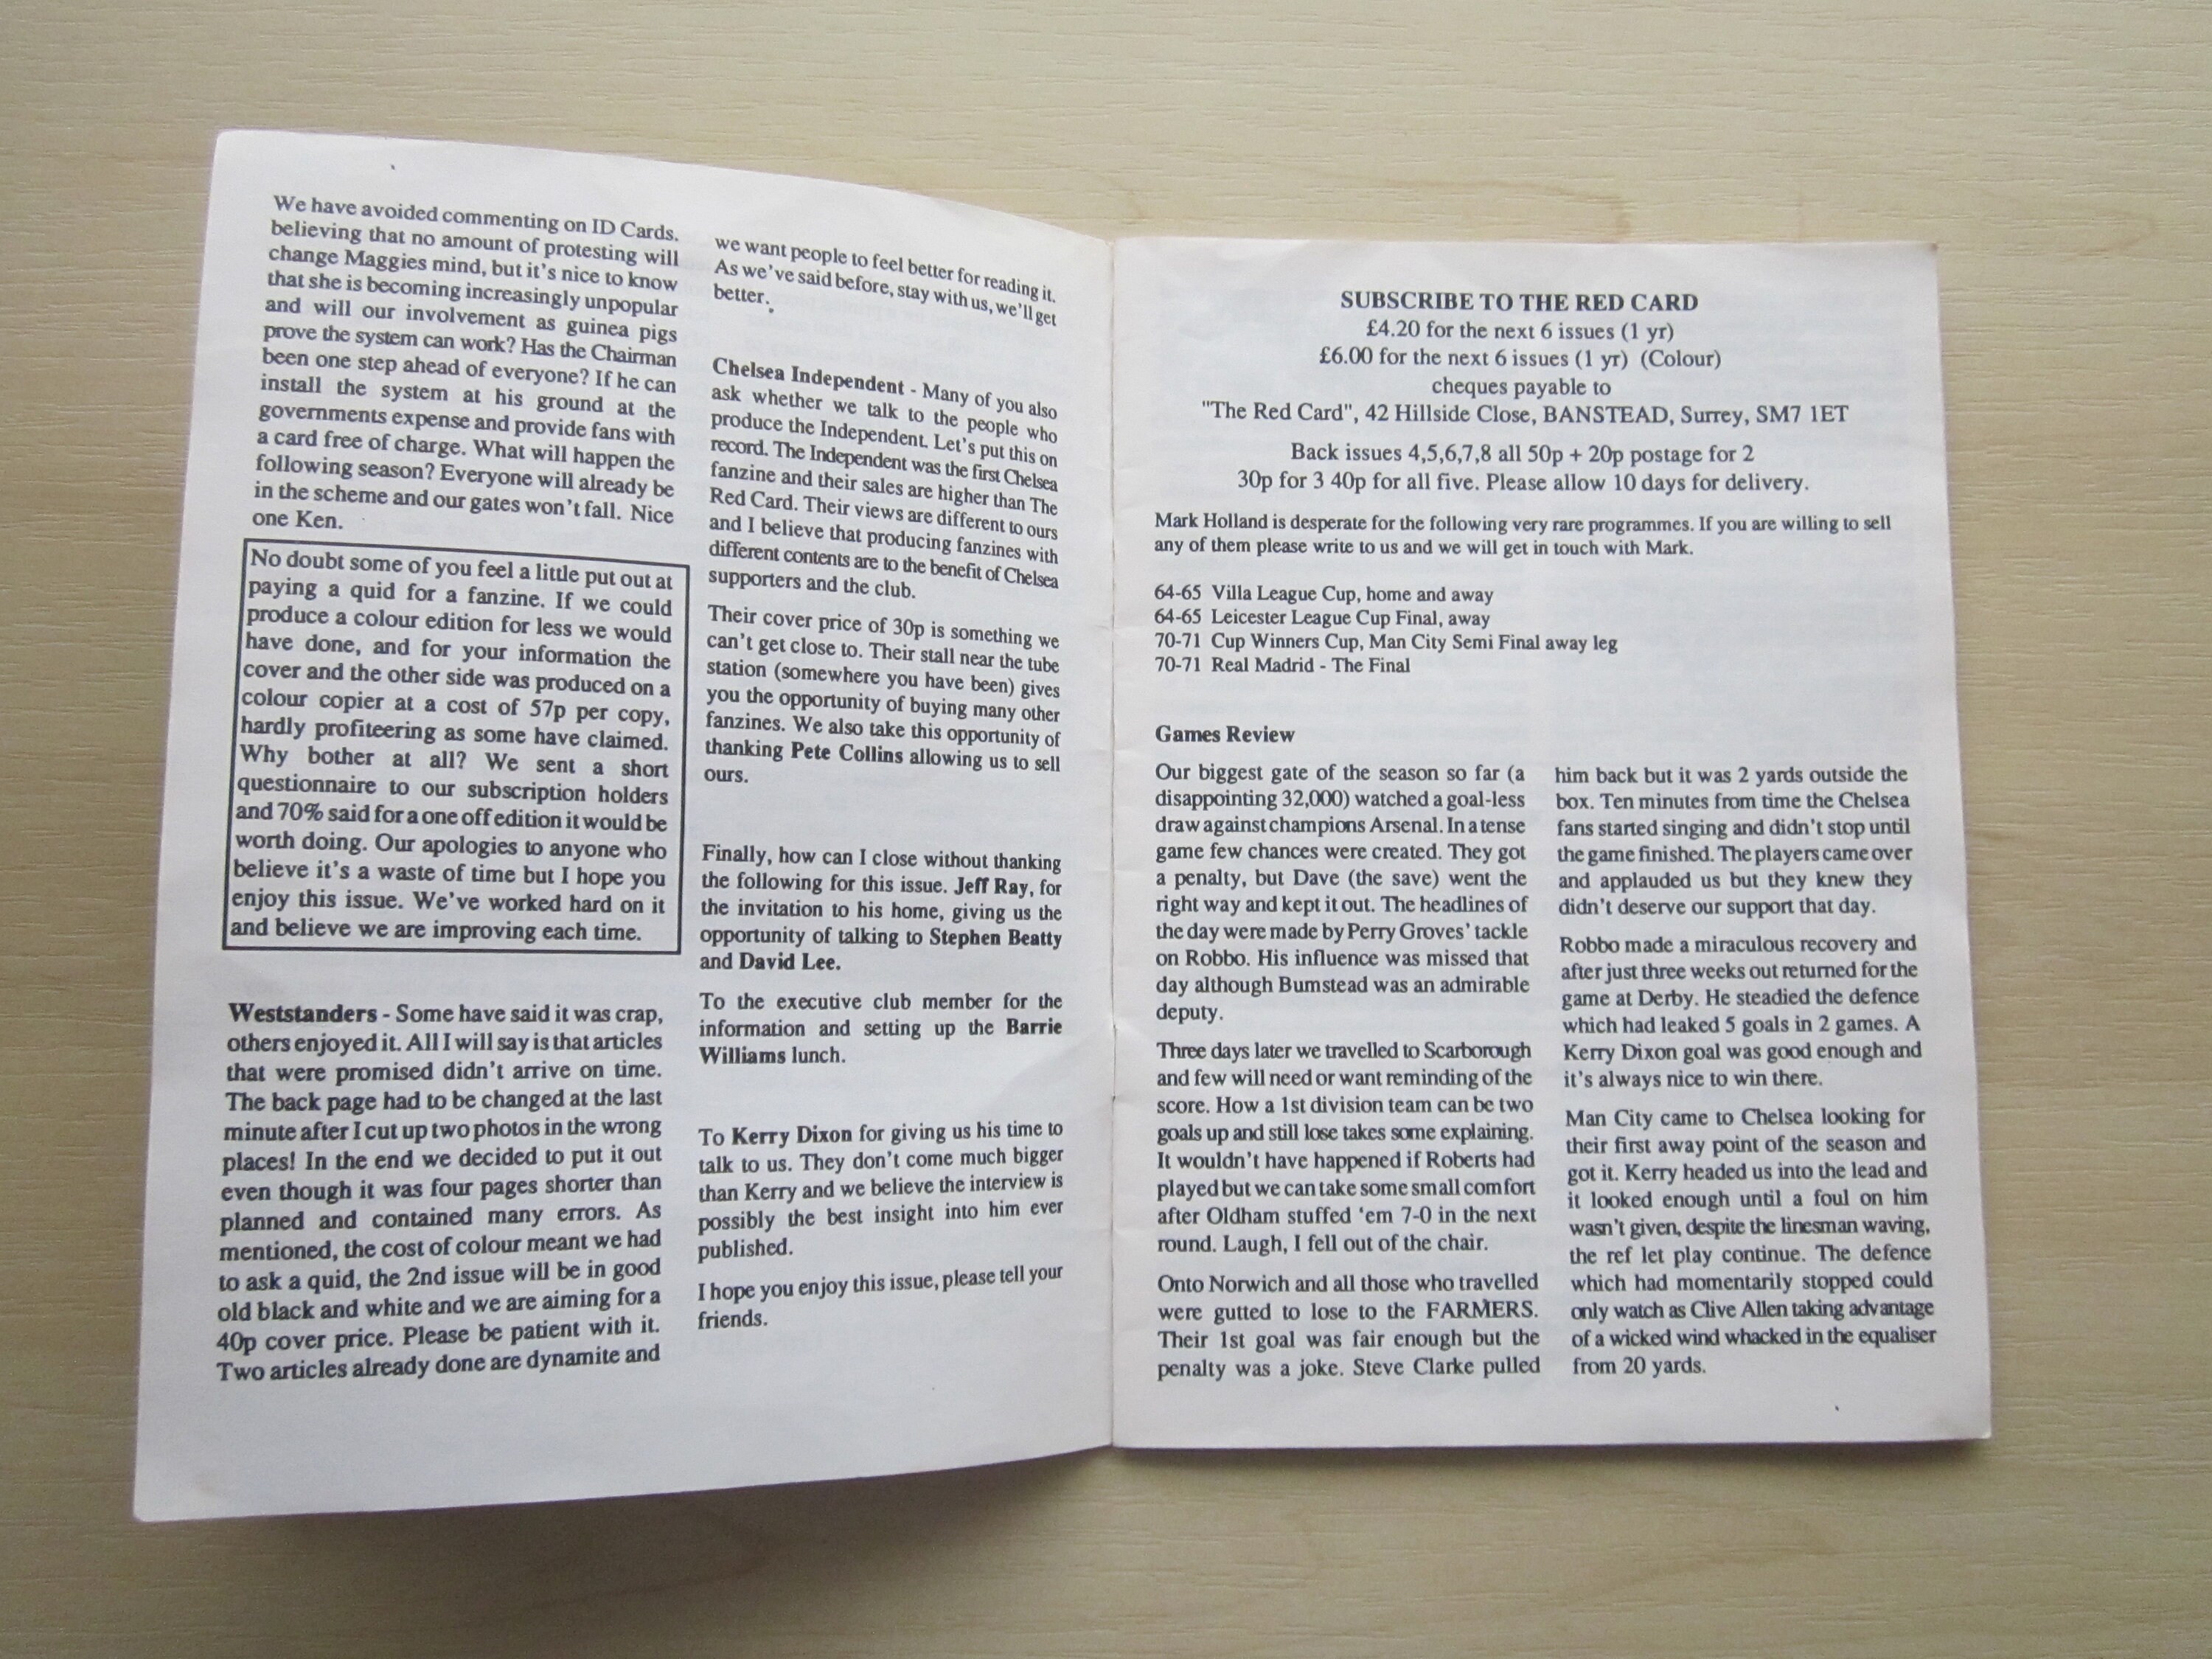 We have avoided commenting on ID Cards.
believing that no amount of protesting will
change Maggies mind, but it's nice to know
that she is becoming increasingly unpopular
and will our involvement as guinea pigs
prove the system can work? Has the Chairman
been one step ahead of everyone? If he can
install the system at his ground at the
governments expense and provide fans with
a card free of charge. What will happen the
following season? Everyone will already be
in the scheme and our gates won't fall. Nice
one Ken.
No doubt some of you feel a little put out at
paying a quid for a fanzine. If we could
produce a colour edition for less we would
have done, and for your information the
cover and the other side was produced on a
colour copier at a cost of 57p per copy,
hardly profiteering as some have claimed.
Why bother at all? We sent a short
questionnaire to our subscription holders
and 70% said for a one off edition it would be
worth doing. Our apologies to anyone who
believe it's a waste of time but I hope you
enjoy this issue. We've worked hard on it
and believe we are improving each time.
Weststanders - Some have said it was crap,
others enjoyed it. All I will say is that articles
that were promised didn't arrive on time.
The back page had to be changed at the last
minute after I cut up two photos in the wrong
places! In the end we decided to put it out
even though it was four pages shorter than
planned and contained many errors. As
mentioned, the cost of colour meant we had
to ask a quid, the 2nd issue will be in good
old black and white and we are aiming for a
40p cover price. Please be patient with it.
Two articles already done are dynamite and
we want people to feel better for reading it.
As we've said before, stay with us, we'll get
better.
Chelsea Independent - Many of you also
ask whether we talk to the people who
produce the Independent. Let's put this on
record. The Independent was the first Chelsea
fanzine and their sales are higher than The
Red Card. Their views are different to ours
and I believe that producing fanzines with
different contents are to the benefit of Chelsea
supporters and the club.
Their cover price of 30p is something we
can't get close to. Their stall near the tube
station (somewhere you have been) gives
you the opportunity of buying many other
fanzines. We also take this opportunity of
thanking Pete Collins allowing us to sell
ours.
Finally, how can I close without thanking
the following for this issue. Jeff Ray, for
the invitation to his home, giving us the
opportunity of talking to Stephen Beatty
and David Lee.
To the executive club member for the
information and setting up the Barrie
Williams lunch.
To Kerry Dixon for giving us his time to
talk to us. They don't come much bigger
than Kerry and we believe the interview is
possibly the best insight into him ever
published.
I hope you enjoy this issue, please tell your
friends.
SUBSCRIBE TO THE RED CARD
£4.20 for the next 6 issues (1 yr)
£6.00 for the next 6 issues (1 yr) (Colour)
cheques payable to
"The Red Card", 42 Hillside Close, BANSTEAD, Surrey, SM7 1ET
Back issues 4,5,6,7,8 all 50p + 20p postage for 2
30p for 3 40p for all five. Please allow 10 days for delivery.
Mark Holland is desperate for the following very rare programmes. If you are willing to sell
any of them please write to us and we will get in touch with Mark.
64-65 Villa League Cup, home and away
64-65 Leicester League Cup Final, away
70-71 Cup Winners Cup, Man City Semi Final away leg
70-71 Real Madrid - The Final
Games Review
Our biggest gate of the season so far (a
disappointing 32,000) watched a goal-less
draw against champions Arsenal. In a tense
game few chances were created. They got
a penalty, but Dave (the save) went the
right way and kept it out. The headlines of
the day were made by Perry Groves' tackle
on Robbo. His influence was missed that
day although Bumstead was an admirable
deputy.
Three days later we travelled to Scarborough
and few will need or want reminding of the
score. How a 1st division team can be two
goals up and still lose takes some explaining.
It wouldn't have happened if Roberts had
played but we can take some small comfort
after Oldham stuffed 'em 7-0 in the next
round. Laugh, I fell out of the chair.
Onto Norwich and all those who travelled
were gutted to lose to the FARMERS.
Their 1st goal was fair enough but the
penalty was a joke. Steve Clarke pulled
him back but it was 2 yards outside the
box. Ten minutes from time the Chelsea
fans started singing and didn't stop until
the game finished. The players came over
and applauded us but they knew they
didn't deserve our support that day.
Robbo made a miraculous recovery and
after just three weeks out returned for the
game at Derby. He steadied the defence
which had leaked 5 goals in 2 games. A
Kerry Dixon goal was good enough and
it's always nice to win there.
Man City came to Chelsea looking for
their first away point of the season and
got it. Kerry headed us into the lead and
it looked enough until a foul on him
wasn't given, despite the linesman waving,
the ref let play continue. The defence
which had momentarily stopped could
only watch as Clive Allen taking advantage
of a wicked wind whacked in the equaliser
from 20 yards.